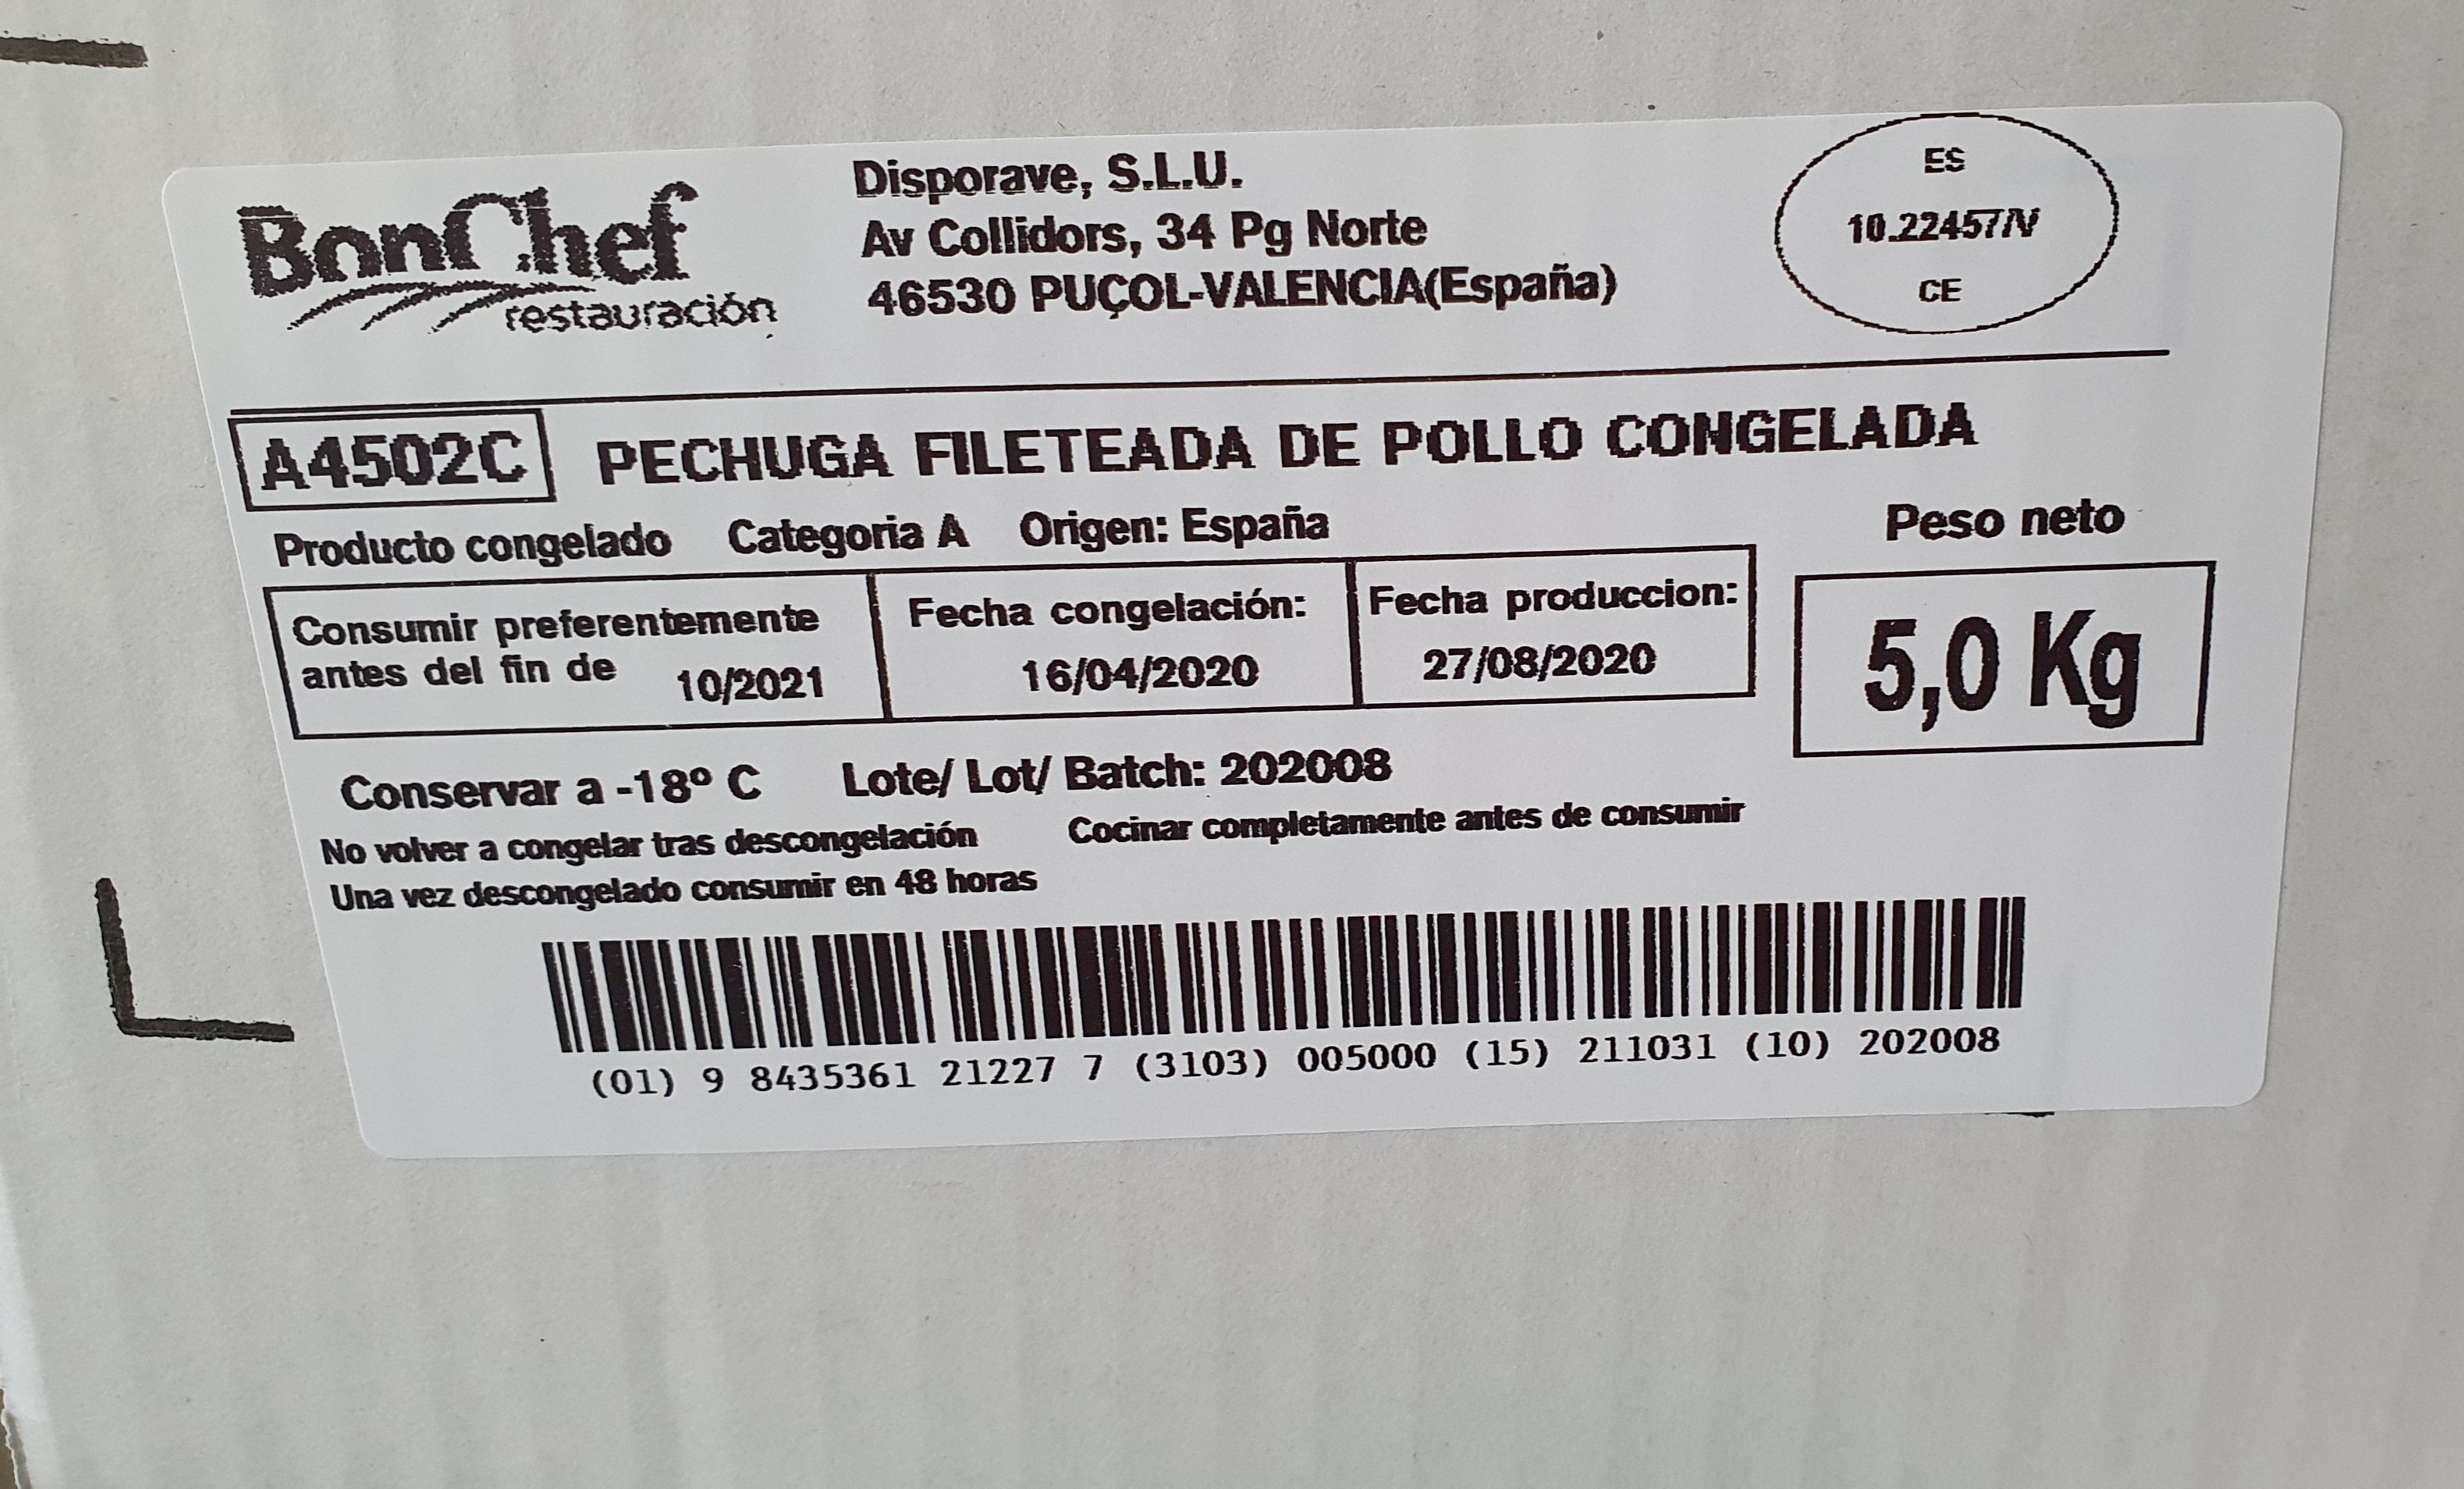 BonChef
restauración
Disporave, S.L.U.
Av Collidors, 34 Pg Norte
46530 PUÇOL-VALENCIA(España)
ES
10.22457/V
CE
A4502C PECHUGA FILETEADA DE POLLO CONGELADA
Producto congelado Categoria A Origen: España
Peso neto
5,0 Kg
Consumir preferentemente
antes del fin de 10/2021
Fecha congelación:
16/04/2020
Fecha produccion:
27/08/2020
Conservar a -18º C Lote/ Lot/ Batch: 202008
No volver a congelar tras descongelación Cocinar completamente antes de consumir
Una vez descongelado consumir en 48 horas
(01) 9 8435361 21227 7 (3103) 005000 (15) 211031 (10) 202008